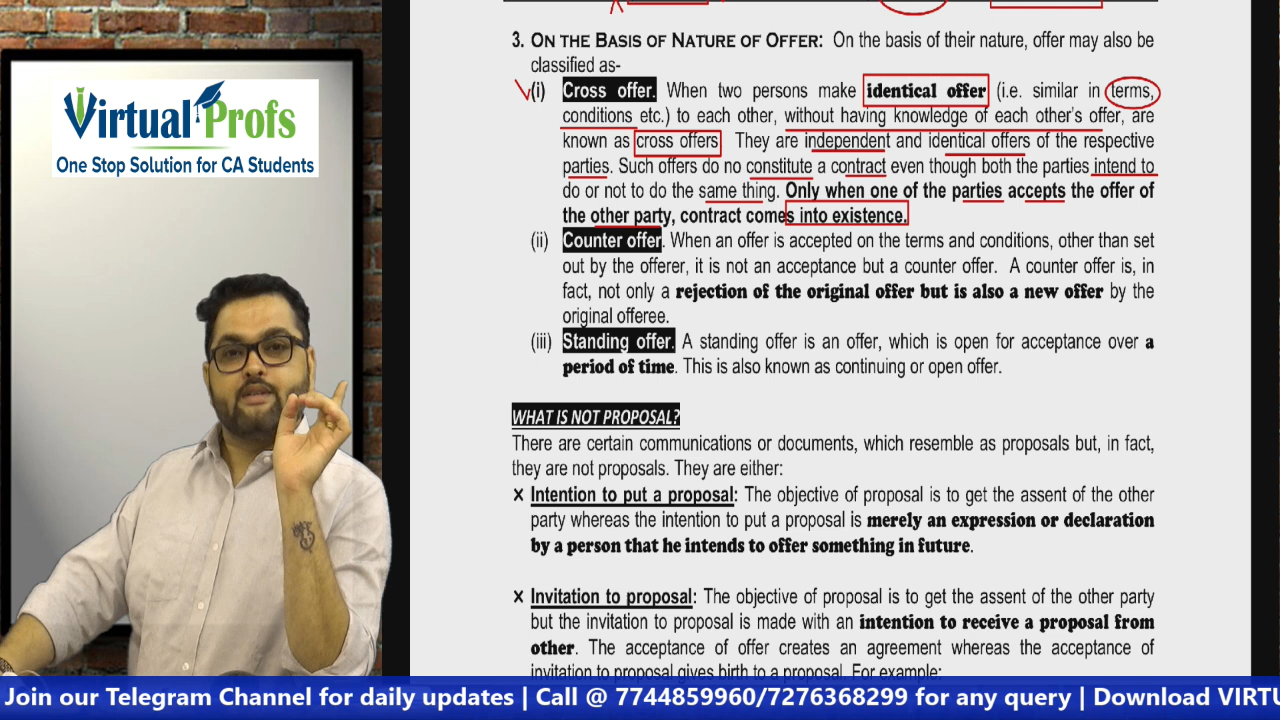 Virtual Profs
One Stop Solution for CA Students
3. ON THE BASIS OF NATURE OF OFFER: On the basis of their nature, offer may also be
classified as-
(i) Cross offer. When two persons make identical offer (i.e. similar in terms,
conditions etc.) to each other, without having knowledge of each other's offer, are
known as cross offers They are independent and identical offers of the respective
parties. Such offers do no constitute a contract even though both the parties intend to
do or not to do the same thing. Only when one of the parties accepts the offer of
the other party, contract comes into existence.
(ii) Counter offer. When an offer is accepted on the terms and conditions, other than set
out by the offerer, it is not an acceptance but a counter offer. A counter offer is, in
fact, not only a rejection of the original offer but is also a new offer by the
original offeree.
(iii) Standing offer. A standing offer is an offer, which is open for acceptance over a
period of time. This is also known as continuing or open offer.
WHAT IS NOT PROPOSAL?
There are certain communications or documents, which resemble as proposals but, in fact,
they are not proposals. They are either:
× Intention to put a proposal: The objective of proposal is to get the assent of the other
party whereas the intention to put a proposal is merely an expression or declaration
by a person that he intends to offer something in future.
× Invitation to proposal: The objective of proposal is to get the assent of the other party
but the invitation to proposal is made with an intention to receive a proposal from
other. The acceptance of offer creates an agreement whereas the acceptance of
invitation to proposal gives birth to a proposal. For example:
Join our Telegram Channel for daily updates | Call @ 7744859960/7276368299 for any query | Download VIRTU